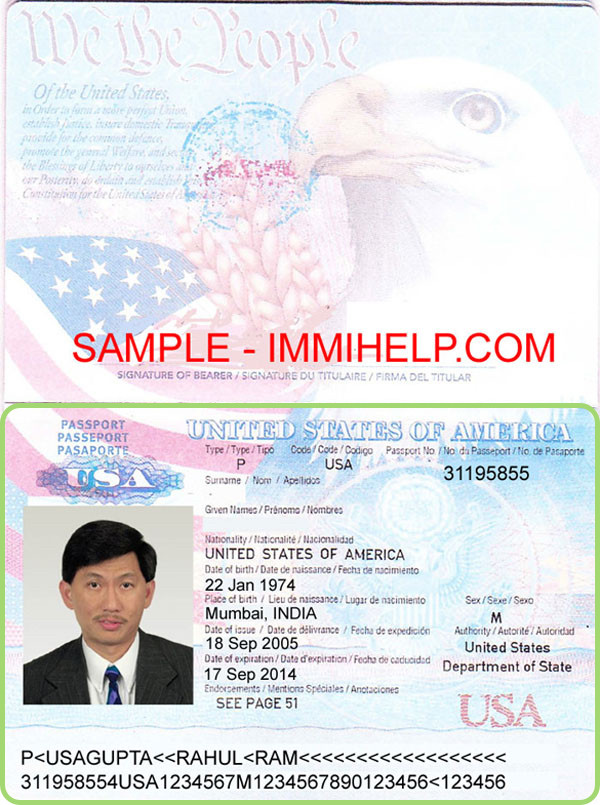 We the People
Of the United States,
in Order to form a more perfect Union,
establish Justice, insure domestic
provide for the common defence,
promote the general Welfare, and
the Blessings of Liberty to ourselves
our Posterity, do ordain and establish
Constitution for the United States of
SAMPLE - IMMIHELP.COM
SIGNATURE OF BEARER / SIGNATURE DU TITULAIRE / FIRMA DEL TITULAR
PASSPORT
PASSEPORT
PASAPORTE
USA
UNITED STATES OF AMERICA
Type / Type / Tipo Code / Code / Codigo Passport No. / No. du Passeport / No. de Pasaporte
P USA 31195855
Surname / Nom / Apellidos
Given Names / Prénoms / Nombres
Nationality / Nationalité / Nacionalidad
UNITED STATES OF AMERICA
Date of birth / Date de naissance / Fecha de nacimiento
22 Jan 1974
Place of birth / Lieu de naissance / Lugar de nacimiento Sex / Sexe / Sexo
Mumbai, INDIA M
Date of issue / Date de délivrance / Fecha de expedición Authority / Autorité / Autoridad
18 Sep 2005 United States
Date of expiration / Date d'expiration / Fecha de caducidad Department of State
17 Sep 2014
Endorsements / Mentions Spéciales / Anotaciones
SEE PAGE 51
USA
P<USAGUPTA<<RAHUL<RAM<<<<<<<<<<<<<<<<<<
311958554USA1234567M1234567890123456<123456